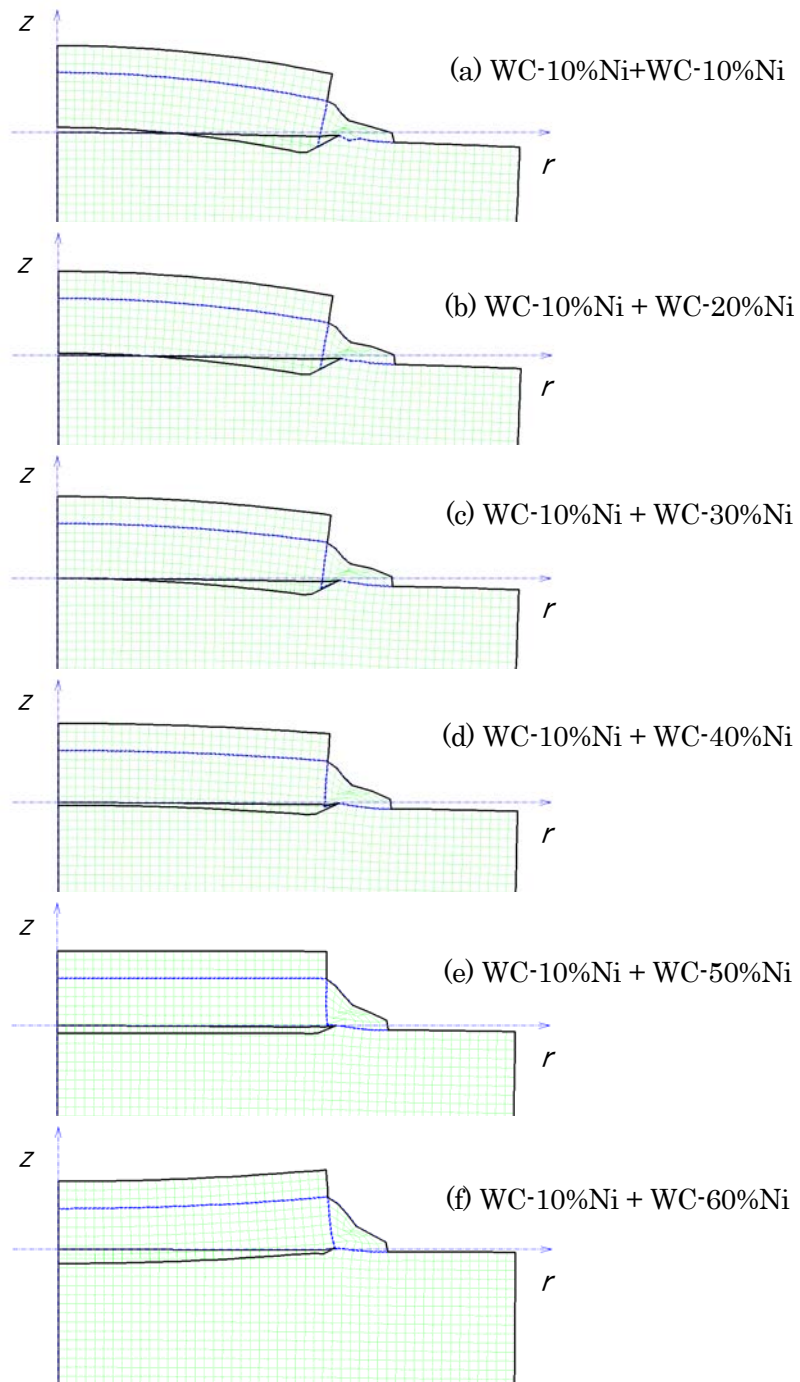 z
(a) WC-10%Ni+WC-10%Ni
r
z
(b) WC-10%Ni + WC-20%Ni
r
z
(c) WC-10%Ni + WC-30%Ni
r
z
(d) WC-10%Ni + WC-40%Ni
r
z
(e) WC-10%Ni + WC-50%Ni
r
z
(f) WC-10%Ni + WC-60%Ni
r